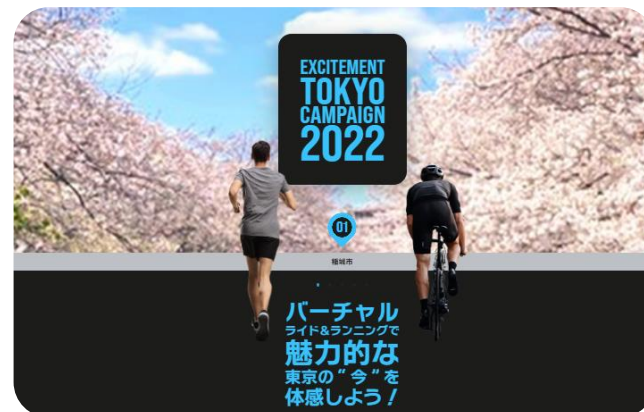 EXCITEMENT
TOKYO
CAMPAIGN
2022
01
稲城市
バーチャル
ライド&ランニングで
魅力的な
東京の"今"を
体感しよう!